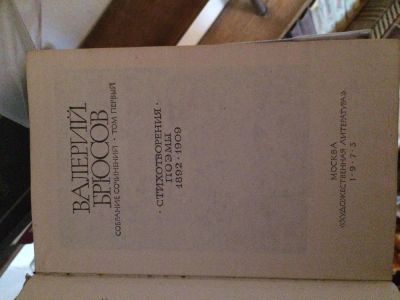 ВАЛЕРИЙ
БРЮСОВ
СОБРАНИЕ СОЧИНЕНИЙ · ТОМ ПЕРВЫЙ
· СТИХОТВОРЕНИЯ ·
ПОЭМЫ
1892 · 1909
МОСКВА
«ХУДОЖЕСТВЕННАЯ ЛИТЕРАТУРА»
1 · 9 · 7 · 3